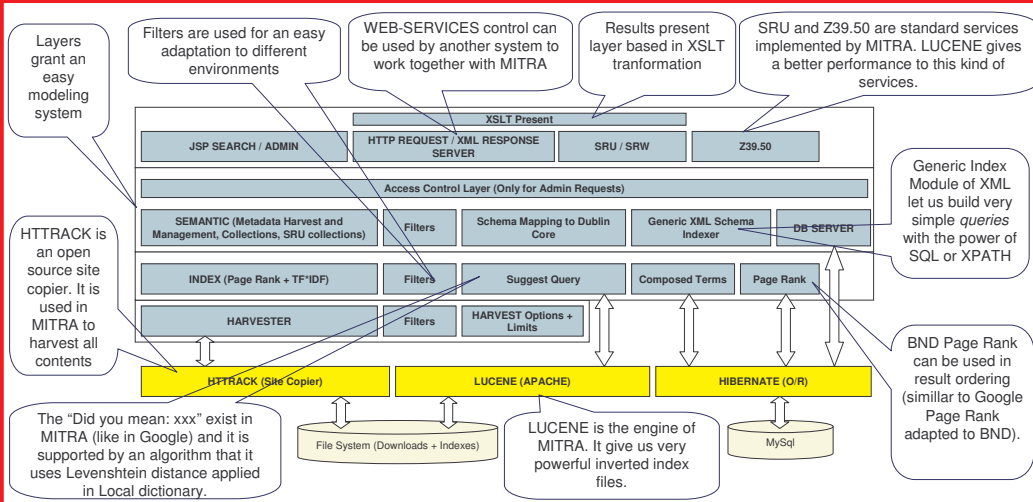 Layers
grant an
easy
modeling
system
Filters are used for an easy
adaptation to different
environments
WEB-SERVICES control can
be used by another system to
work together with MITRA
Results present
layer based in XSLT
tranformation
SRU and Z39.50 are standard services
implemented by MITRA. LUCENE gives
a better performance to this kind of
services.
XSLT Present
JSP SEARCH / ADMIN
HTTP REQUEST / XML RESPONSE
SERVER
SRU / SRW
Z39.50
Access Control Layer (Only for Admin Requests)
SEMANTIC (Metadata Harvest and
Management, Collections, SRU collections)
Filters
Schema Mapping to Dublin
Core
Generic XML Schema
Indexer
DB SERVER
Generic Index
Module of XML
let us build very
simple queries
with the power of
SQL or XPATH
HTTRACK is
an open
source site
copier. It is
used in
MITRA to
harvest all
contents
INDEX (Page Rank + TF*IDF)
Filters
Suggest Query
Composed Terms
Page Rank
HARVESTER
Filters
HARVEST Options +
Limits
BND Page Rank
can be used in
result ordering
(simillar to Google
Page Rank
adapted to BND).
HTTRACK (Site Copier)
LUCENE (APACHE)
HIBERNATE (O/R)
The “Did you mean: xxx” exist in
MITRA (like in Google) and it is
supported by an algorithm that it
uses Levenshtein distance applied
in Local dictionary.
File System (Downloads + Indexes)
LUCENE is the engine of
MITRA. It give us very
powerful inverted index
files.
MySql